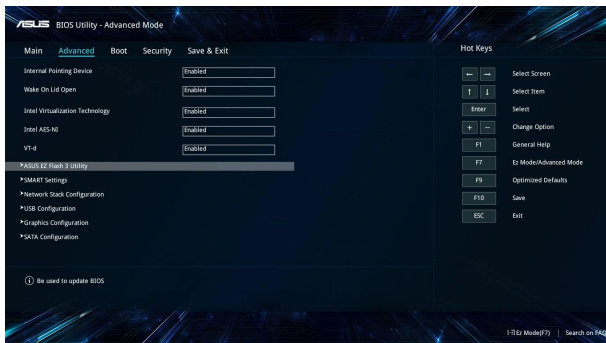 ASUS BIOS Utility - Advanced Mode
Main Advanced Boot Security Save & Exit
Internal Pointing Device Enabled
Wake On Lid Open Enabled
Intel Virtualization Technology Enabled
Intel AES-NI Enabled
VT-d Enabled
>ASUS EZ Flash 3 Utility
>SMART Settings
>Network Stack Configuration
>USB Configuration
>Graphics Configuration
>SATA Configuration
i Be used to update BIOS
Hot Keys
← → Select Screen
↑ ↓ Select Item
Enter Select
+ − Change Option
F1 General Help
F7 Ez Mode/Advanced Mode
F9 Optimized Defaults
F10 Save
ESC Exit
Ez Mode(F7) | Search on FAQ